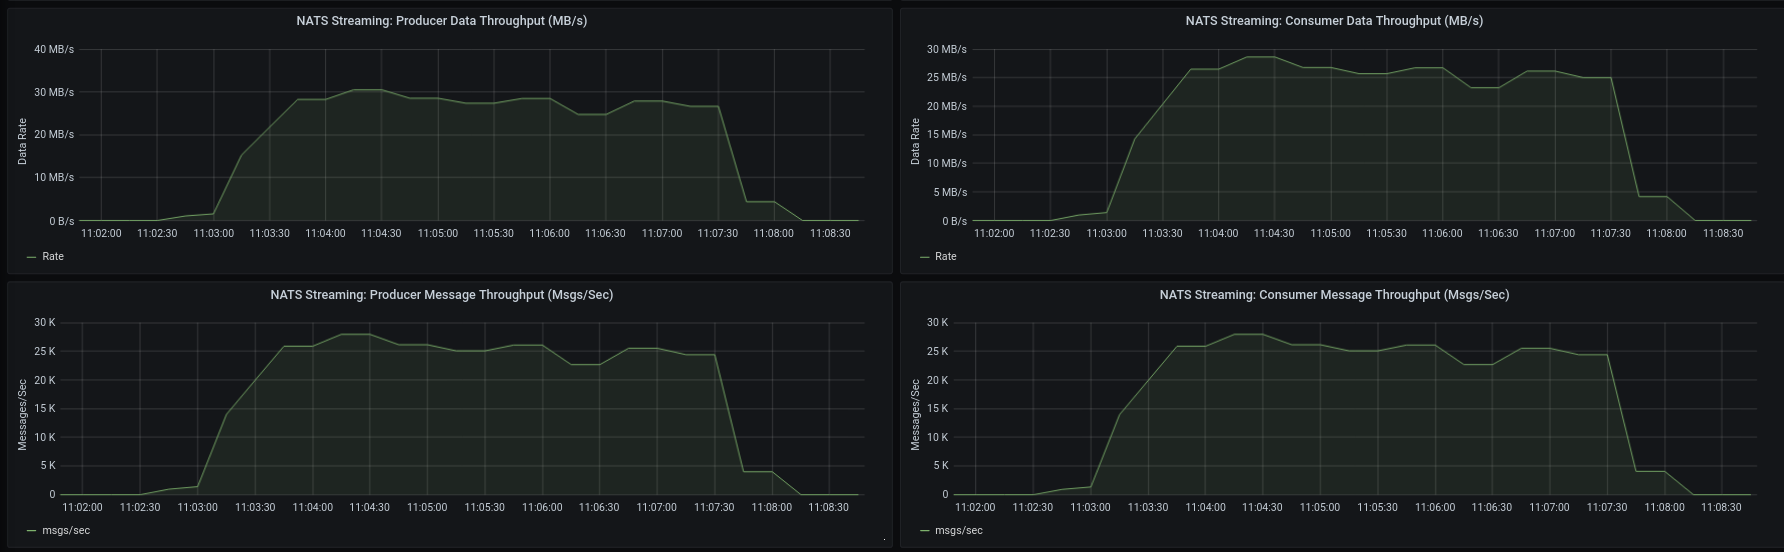 NATS Streaming: Producer Data Throughput (MB/s)
40 MB/s
30 MB/s
20 MB/s
10 MB/s
0 B/s
Data Rate
11:02:00 11:02:30 11:03:00 11:03:30 11:04:00 11:04:30 11:05:00 11:05:30 11:06:00 11:06:30 11:07:00 11:07:30 11:08:00 11:08:30
Rate
NATS Streaming: Consumer Data Throughput (MB/s)
30 MB/s
25 MB/s
20 MB/s
15 MB/s
10 MB/s
5 MB/s
0 B/s
Data Rate
11:02:00 11:02:30 11:03:00 11:03:30 11:04:00 11:04:30 11:05:00 11:05:30 11:06:00 11:06:30 11:07:00 11:07:30 11:08:00 11:08:30
Rate
NATS Streaming: Producer Message Throughput (Msgs/Sec)
30 K
25 K
20 K
15 K
10 K
5 K
0
Messages/Sec
11:02:00 11:02:30 11:03:00 11:03:30 11:04:00 11:04:30 11:05:00 11:05:30 11:06:00 11:06:30 11:07:00 11:07:30 11:08:00 11:08:30
msgs/sec
NATS Streaming: Consumer Message Throughput (Msgs/Sec)
30 K
25 K
20 K
15 K
10 K
5 K
0
Messages/Sec
11:02:00 11:02:30 11:03:00 11:03:30 11:04:00 11:04:30 11:05:00 11:05:30 11:06:00 11:06:30 11:07:00 11:07:30 11:08:00 11:08:30
msgs/sec